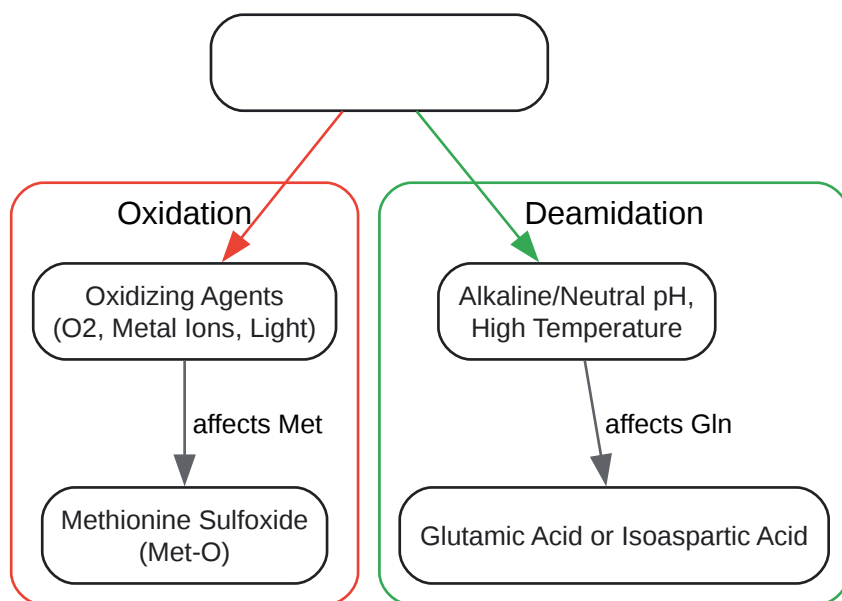 Oxidation
Oxidizing Agents
(O2, Metal Ions, Light)
affects Met
Methionine Sulfoxide
(Met-O)
Deamidation
Alkaline/Neutral pH,
High Temperature
affects Gln
Glutamic Acid or Isoaspartic Acid